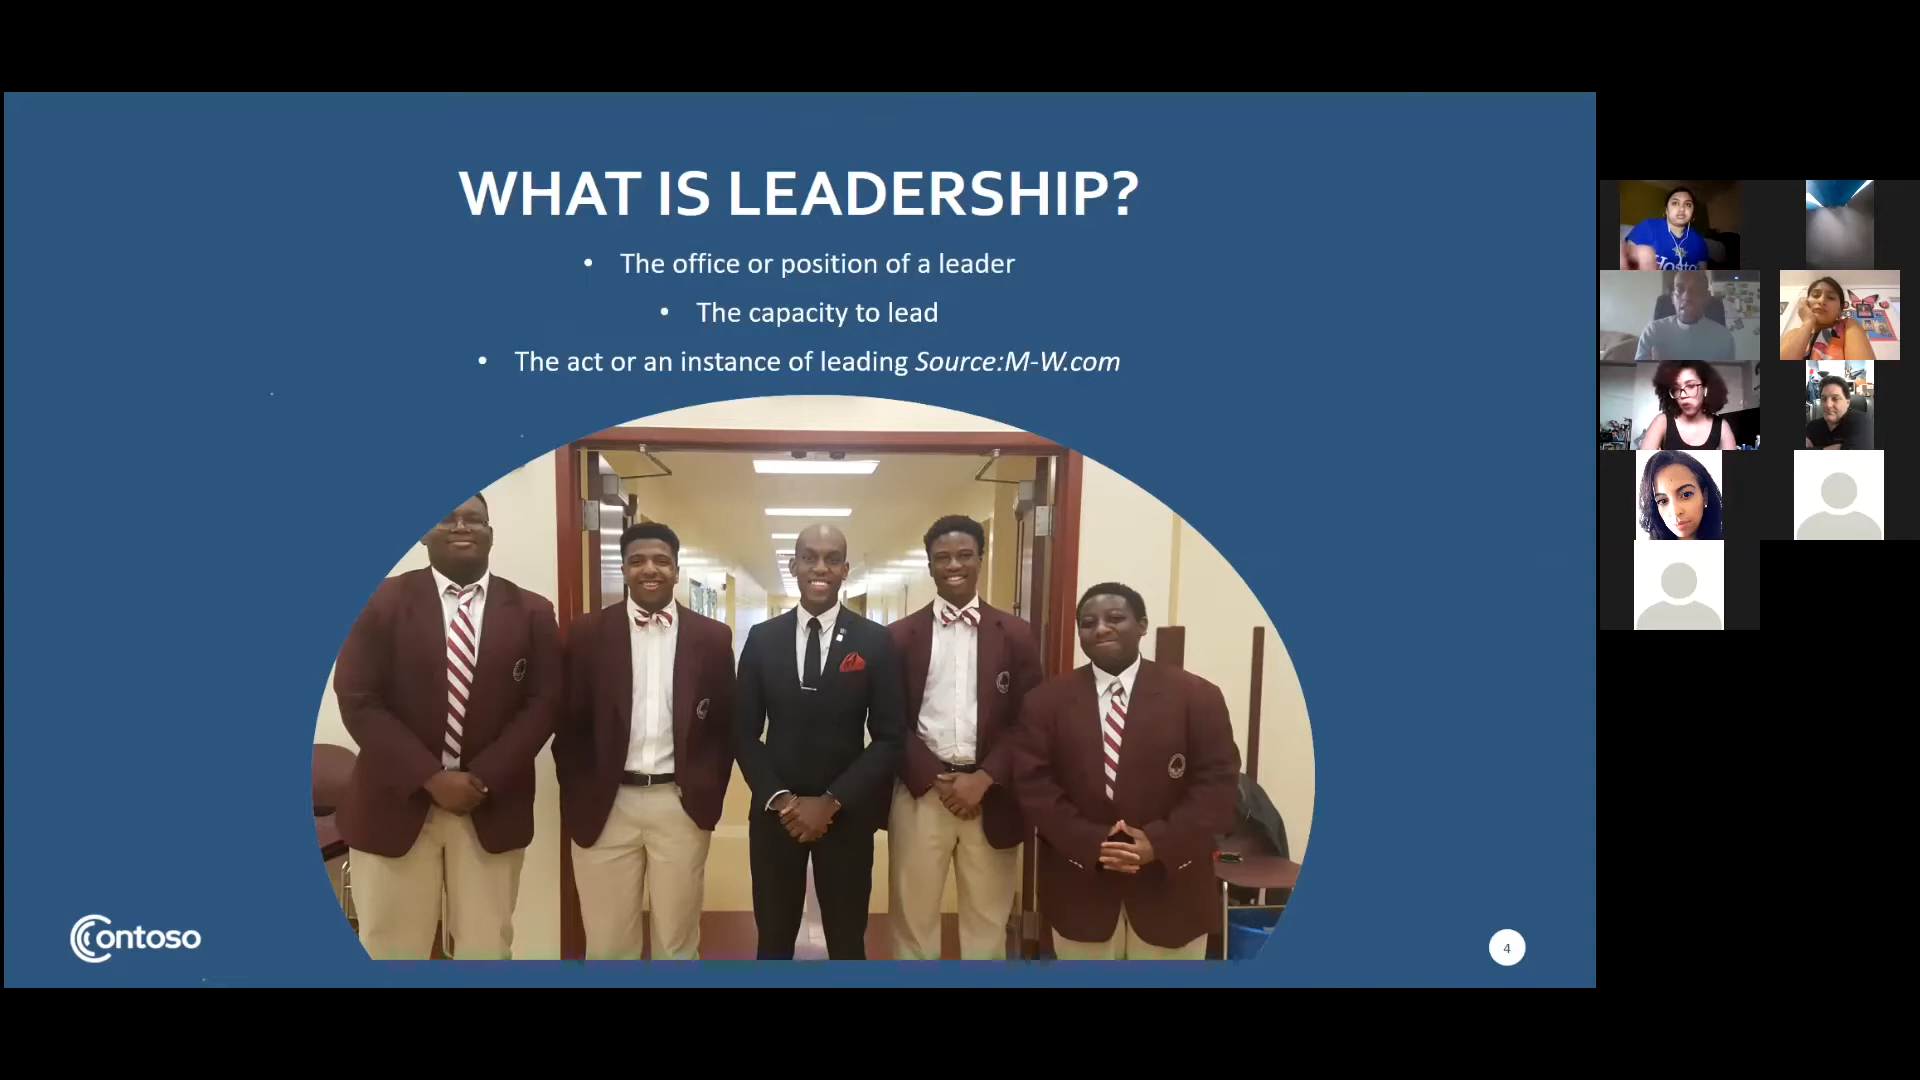 WHAT IS LEADERSHIP?
• The office or position of a leader
• The capacity to lead
• The act or an instance of leading Source:M-W.com
Contoso
4